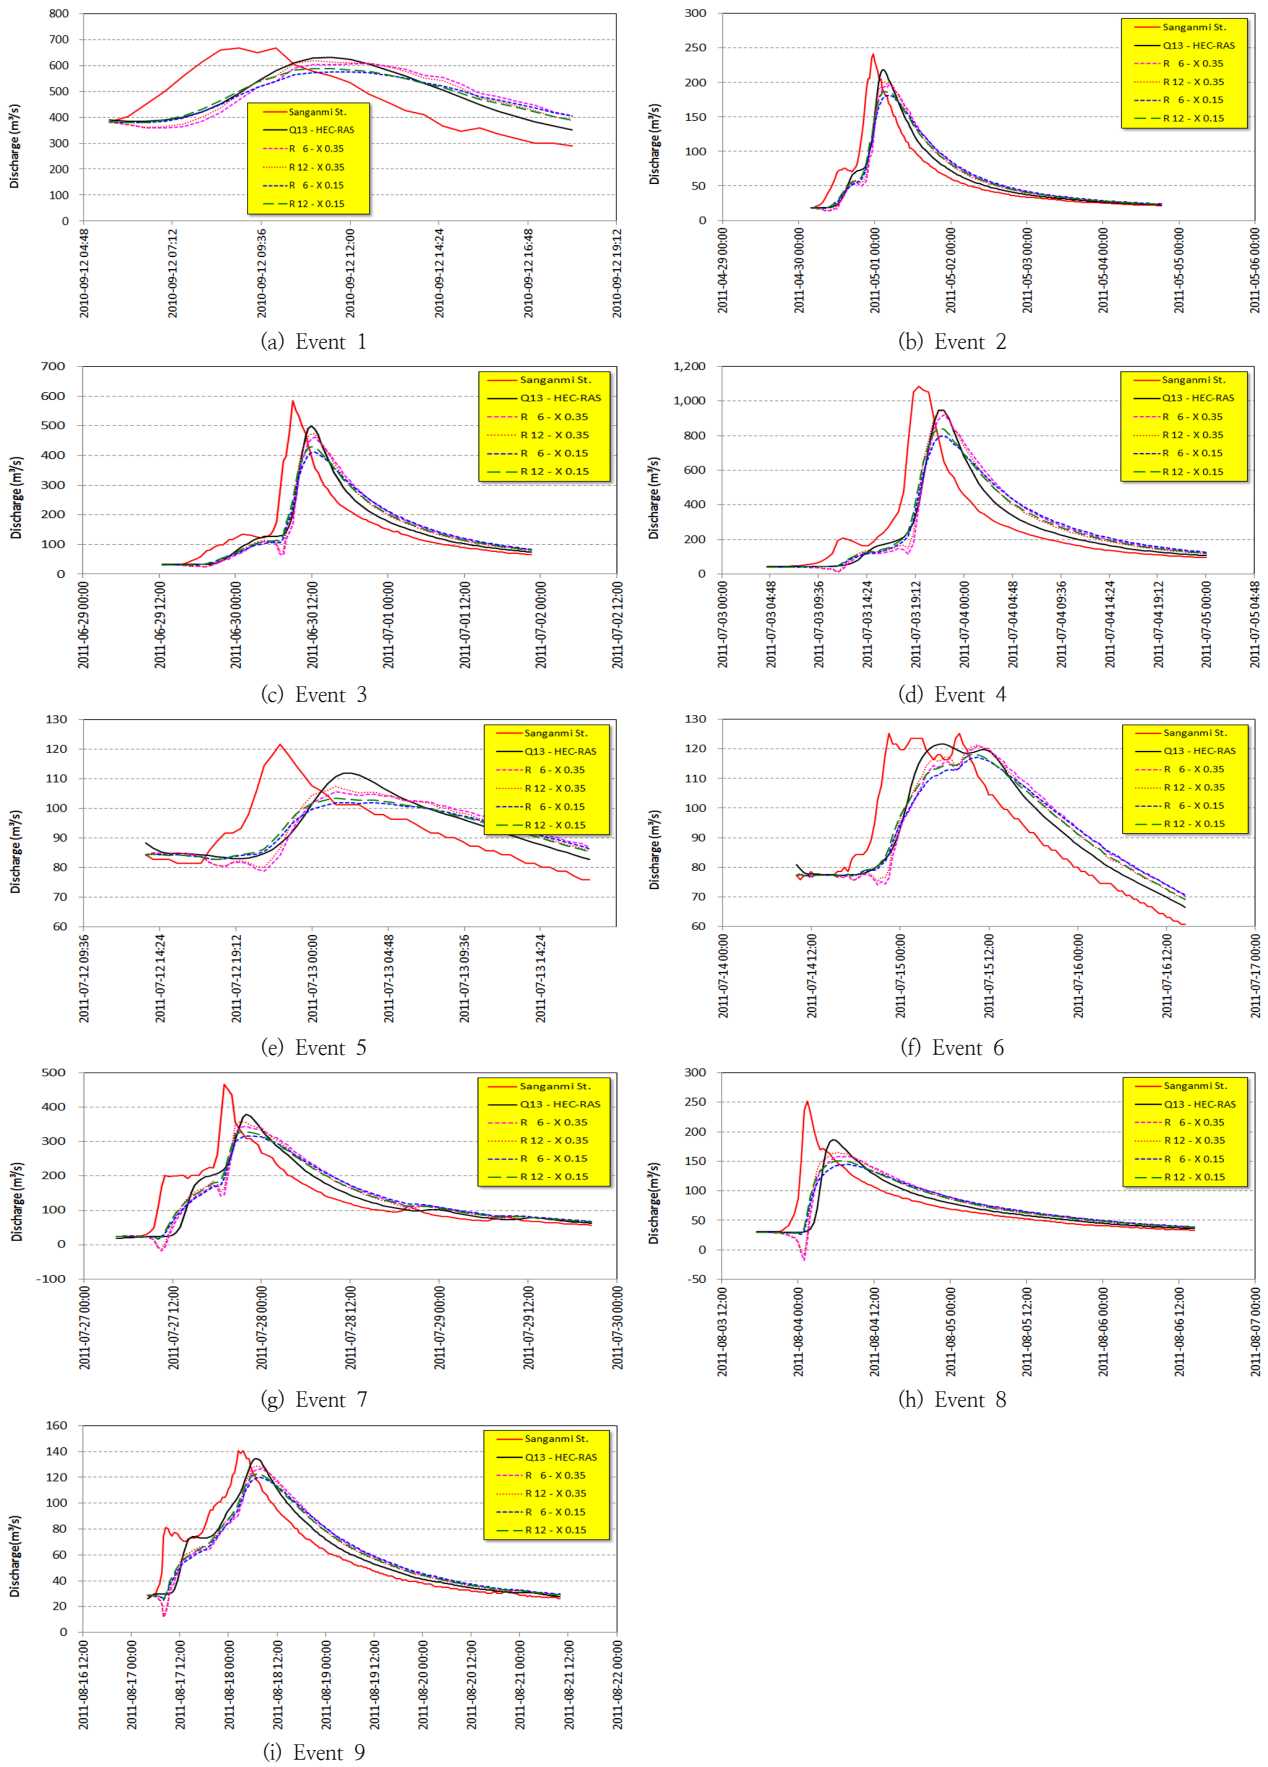 800
700
600
500
400
300
200
100
0
Discharge (m³/s)
Sanganmi St.
Q13 - HEC-RAS
R 6 - X 0.35
R 12 - X 0.35
R 6 - X 0.15
R 12 - X 0.15
2010-09-12 04:48
2010-09-12 07:12
2010-09-12 09:36
2010-09-12 12:00
2010-09-12 14:24
2010-09-12 16:48
2010-09-12 19:12
(a) Event 1
300
250
200
150
100
50
0
Discharge (m³/s)
Sanganmi St.
Q13 - HEC-RAS
R 6 - X 0.35
R 12 - X 0.35
R 6 - X 0.15
R 12 - X 0.15
2011-04-29 00:00
2011-04-30 00:00
2011-05-01 00:00
2011-05-02 00:00
2011-05-03 00:00
2011-05-04 00:00
2011-05-05 00:00
2011-05-06 00:00
(b) Event 2
700
600
500
400
300
200
100
0
Discharge (m³/s)
Sanganmi St.
Q13 - HEC-RAS
R 6 - X 0.35
R 12 - X 0.35
R 6 - X 0.15
R 12 - X 0.15
2011-06-29 00:00
2011-06-29 12:00
2011-06-30 00:00
2011-06-30 12:00
2011-07-01 00:00
2011-07-01 12:00
2011-07-02 00:00
2011-07-02 12:00
(c) Event 3
1,200
1,000
800
600
400
200
0
Discharge (m³/s)
Sanganmi St.
Q13 - HEC-RAS
R 6 - X 0.35
R 12 - X 0.35
R 6 - X 0.15
R 12 - X 0.15
2011-07-03 00:00
2011-07-03 04:48
2011-07-03 09:36
2011-07-03 14:24
2011-07-03 19:12
2011-07-04 00:00
2011-07-04 04:48
2011-07-04 09:36
2011-07-04 14:24
2011-07-04 19:12
2011-07-05 00:00
2011-07-05 04:48
(d) Event 4
130
120
110
100
90
80
70
60
Discharge (m³/s)
Sanganmi St.
Q13 - HEC-RAS
R 6 - X 0.35
R 12 - X 0.35
R 6 - X 0.15
R 12 - X 0.15
2011-07-12 09:36
2011-07-12 14:24
2011-07-12 19:12
2011-07-13 00:00
2011-07-13 04:48
2011-07-13 09:36
2011-07-13 14:24
(e) Event 5
130
120
110
100
90
80
70
60
Discharge (m³/s)
Sanganmi St.
Q13 - HEC-RAS
R 6 - X 0.35
R 12 - X 0.35
R 6 - X 0.15
R 12 - X 0.15
2011-07-14 00:00
2011-07-14 12:00
2011-07-15 00:00
2011-07-15 12:00
2011-07-16 00:00
2011-07-16 12:00
2011-07-17 00:00
(f) Event 6
500
400
300
200
100
0
-100
Discharge (m³/s)
Sanganmi St.
Q13 - HEC-RAS
R 6 - X 0.35
R 12 - X 0.35
R 6 - X 0.15
R 12 - X 0.15
2011-07-27 00:00
2011-07-27 12:00
2011-07-28 00:00
2011-07-28 12:00
2011-07-29 00:00
2011-07-29 12:00
2011-07-30 00:00
(g) Event 7
300
250
200
150
100
50
0
-50
Discharge (m³/s)
Sanganmi St.
Q13 - HEC-RAS
R 6 - X 0.35
R 12 - X 0.35
R 6 - X 0.15
R 12 - X 0.15
2011-08-03 12:00
2011-08-04 00:00
2011-08-04 12:00
2011-08-05 00:00
2011-08-05 12:00
2011-08-06 00:00
2011-08-06 12:00
2011-08-07 00:00
(h) Event 8
160
140
120
100
80
60
40
20
0
Discharge (m³/s)
Sanganmi St.
Q13 - HEC-RAS
R 6 - X 0.35
R 12 - X 0.35
R 6 - X 0.15
R 12 - X 0.15
2011-08-16 12:00
2011-08-17 00:00
2011-08-17 12:00
2011-08-18 00:00
2011-08-18 12:00
2011-08-19 00:00
2011-08-19 12:00
2011-08-20 00:00
2011-08-20 12:00
2011-08-21 00:00
2011-08-21 12:00
2011-08-22 00:00
(i) Event 9